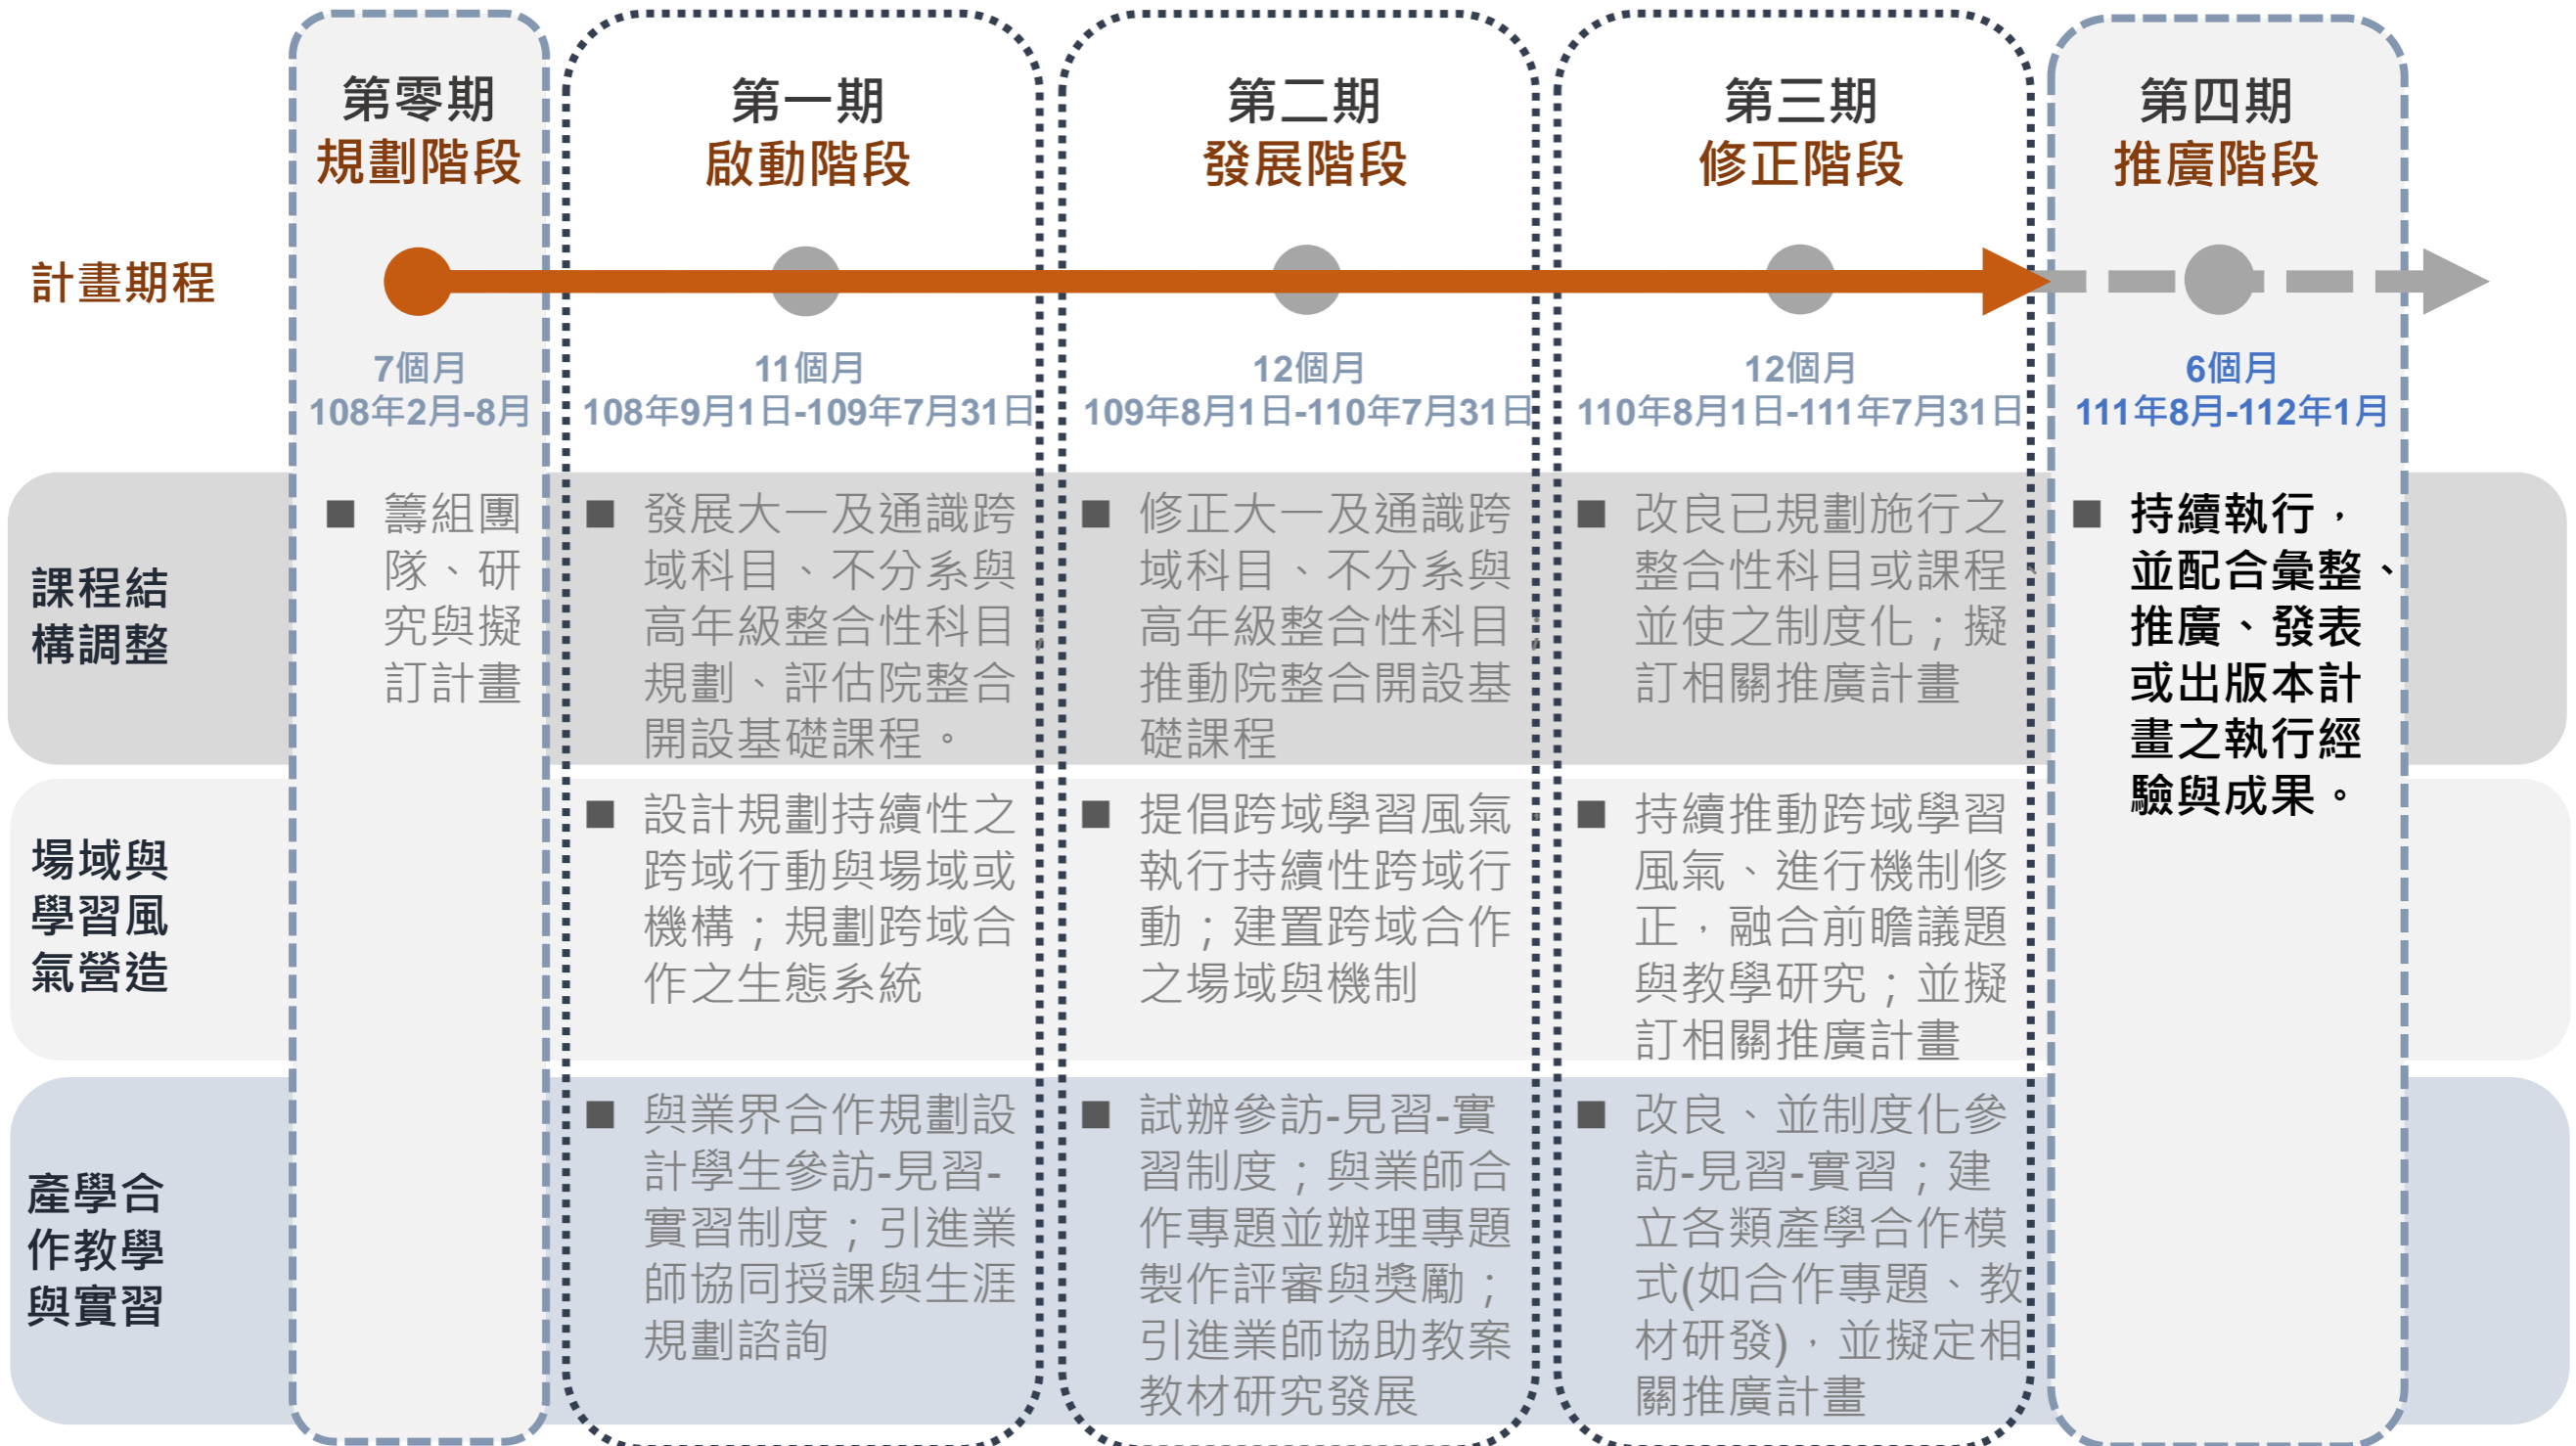 第零期
規劃階段
第一期
啟動階段
第二期
發展階段
第三期
修正階段
第四期
推廣階段
計畫期程
7個月
108年2月-8月
11個月
108年9月1日-109年7月31日
12個月
109年8月1日-110年7月31日
12個月
110年8月1日-111年7月31日
6個月
111年8月-112年1月
課程結
構調整
■ 籌組團
隊、研
究與擬
訂計畫
■ 發展大一及通識跨
域科目、不分系與
高年級整合性科目；
規劃、評估院整合
開設基礎課程。
■ 修正大一及通識跨
域科目、不分系與
高年級整合性科目；
推動院整合開設基
礎課程
■ 改良已規劃施行之
整合性科目或課程、
並使之制度化；擬
訂相關推廣計畫
■ 持續執行，
並配合彙整、
推廣、發表
或出版本計
畫之執行經
驗與成果。
場域與
學習風
氣營造
■ 設計規劃持續性之
跨域行動與場域或
機構；規劃跨域合
作之生態系統
■ 提倡跨域學習風氣，
執行持續性跨域行
動；建置跨域合作
之場域與機制
■ 持續推動跨域學習
風氣、進行機制修
正，融合前瞻議題
與教學研究；並擬
訂相關推廣計畫
產學合
作教學
與實習
■ 與業界合作規劃設
計學生參訪-見習-
實習制度；引進業
師協同授課與生涯
規劃諮詢
■ 試辦參訪-見習-實
習制度；與業師合
作專題並辦理專題
製作評審與獎勵；
引進業師協助教案
教材研究發展
■ 改良、並制度化參
訪-見習-實習；建
立各類產學合作模
式(如合作專題、教
材研發)，並擬定相
關推廣計畫